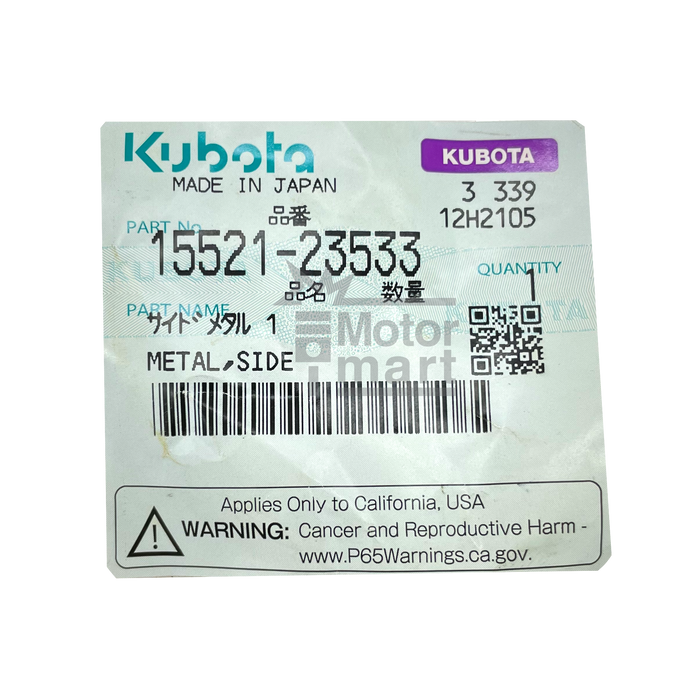 Kubota
KUBOTA
MADE IN JAPAN
3 339
12H2105
品番
PART No.
15521-23533
KUBOTA
QUANTITY
1
品名 数量
PART NAME
サイドメタル 1
METAL,SIDE
Motor
mart
Applies Only to California, USA
WARNING: Cancer and Reproductive Harm -
www.P65Warnings.ca.gov.